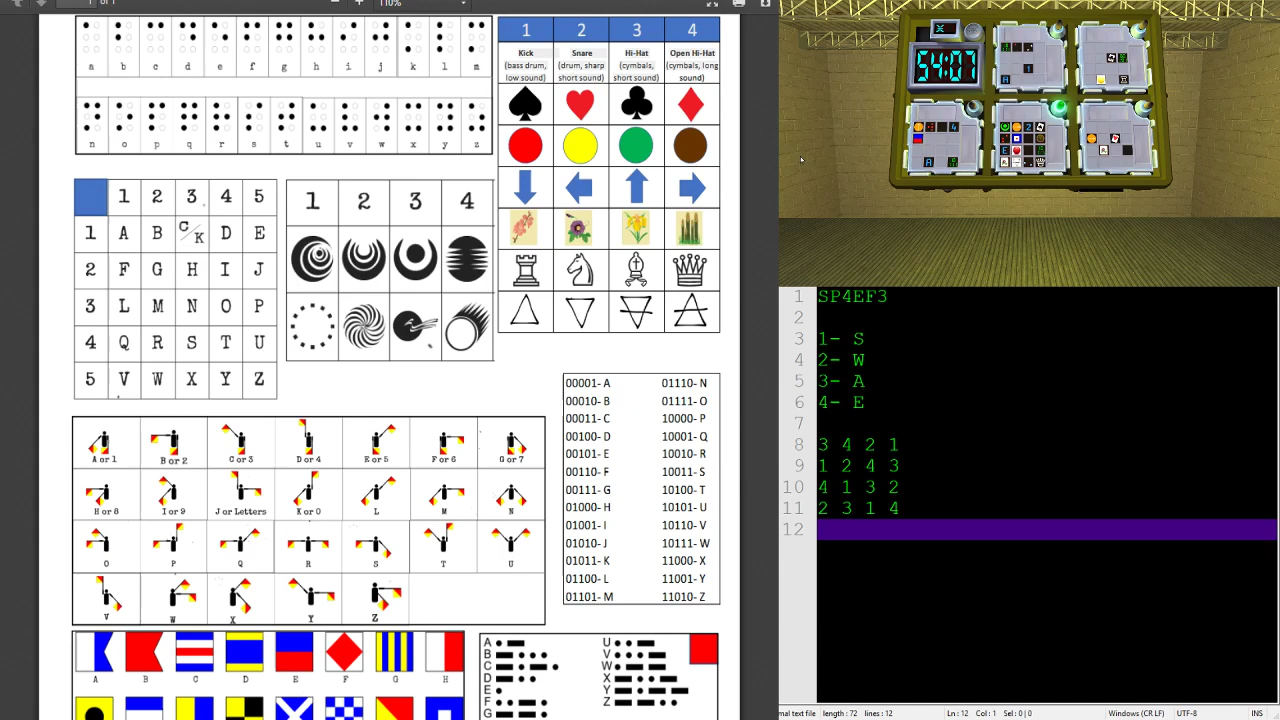 110%
a b c d e f g h i j k l m
n o p q r s t u v w x y z
1 2 3 4
Kick Snare Hi-Hat Open Hi-Hat
(bass drum, (drum, sharp (cymbals, (cymbals, long
low sound) short sound) short sound) sound)
1 2 3 4 5
1 A B C/K D E
2 F G H I J
3 L M N O P
4 Q R S T U
5 V W X Y Z
1 2 3 4
00001- A 01110- N
00010- B 01111- O
00011- C 10000- P
00100- D 10001- Q
00101- E 10010- R
00110- F 10011- S
00111- G 10100- T
01000- H 10101- U
01001- I 10110- V
01010- J 10111- W
01011- K 11000- X
01100- L 11001- Y
01101- M 11010- Z
A or 1 B or 2 C or 3 D or 4 E or 5 F or 6 G or 7
H or 8 I or 9 J or Letters K or 0 L M N
O P Q R S T U
V W X Y Z
A B C D E F G H
A U
B V
C W
D X
E Y
F Z
G
X
54:07
1 SP4EF3
2
3 1- S
4 2- W
5 3- A
6 4- E
7
8 3 4 2 1
9 1 2 4 3
10 4 1 3 2
11 2 3 1 4
12
mal text file length : 72 lines : 12 Ln : 12 Col : 1 Sel : 0 | 0 Windows (CR LF) UTF-8 INS